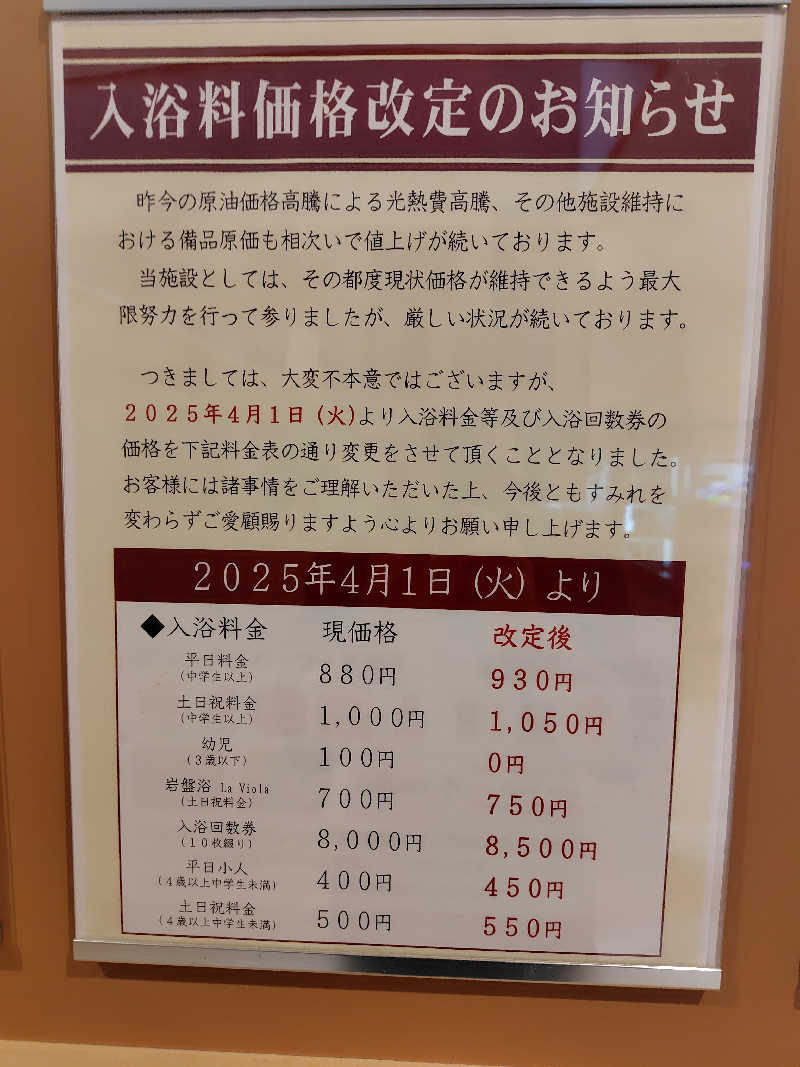 入浴料価格改定のお知らせ
昨今の原油価格高騰による光熱費高騰、その他施設維持に
おける備品原価も相次いで値上げが続いております。
当施設としては、その都度現状価格が維持できるよう最大
限努力を行って参りましたが、厳しい状況が続いております。
つきましては、大変不本意ではございますが、
2025年4月1日(火)より入浴料金等及び入浴回数券の
価格を下記料金表の通り変更をさせて頂くこととなりました。
お客様には諸事情をご理解いただいた上、今後ともすみれを
変わらずご愛顧賜りますよう心よりお願い申し上げます。
2025年4月1日(火)より
◆入浴料金 現価格 改定後
平日料金
(中学生以上) 880円 930円
土日祝料金
(中学生以上) 1,000円 1,050円
幼児
(3歳以下) 100円 0円
岩盤浴 La Viola
(土日祝料金) 700円 750円
入浴回数券
(10枚綴り) 8,000円 8,500円
平日小人
(4歳以上中学生未満) 400円 450円
土日祝料金
(4歳以上中学生未満) 500円 550円